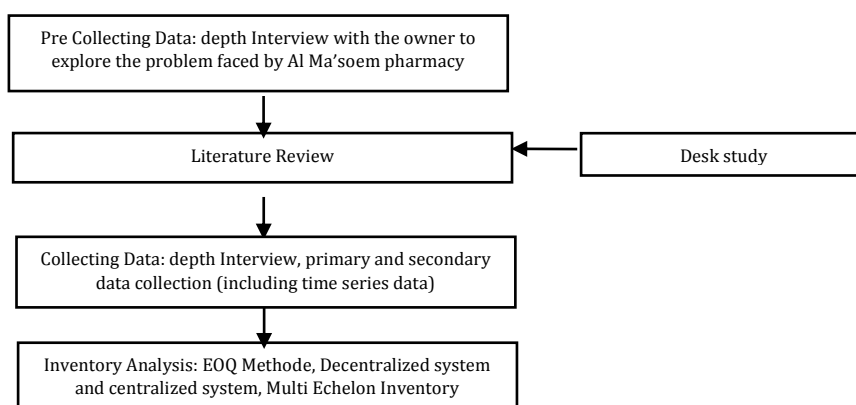 Pre Collecting Data: depth Interview with the owner to
explore the problem faced by Al Ma’soem pharmacy
Literature Review
Desk study
Collecting Data: depth Interview, primary and secondary
data collection (including time series data)
Inventory Analysis: EOQ Methode, Decentralized system
and centralized system, Multi Echelon Inventory